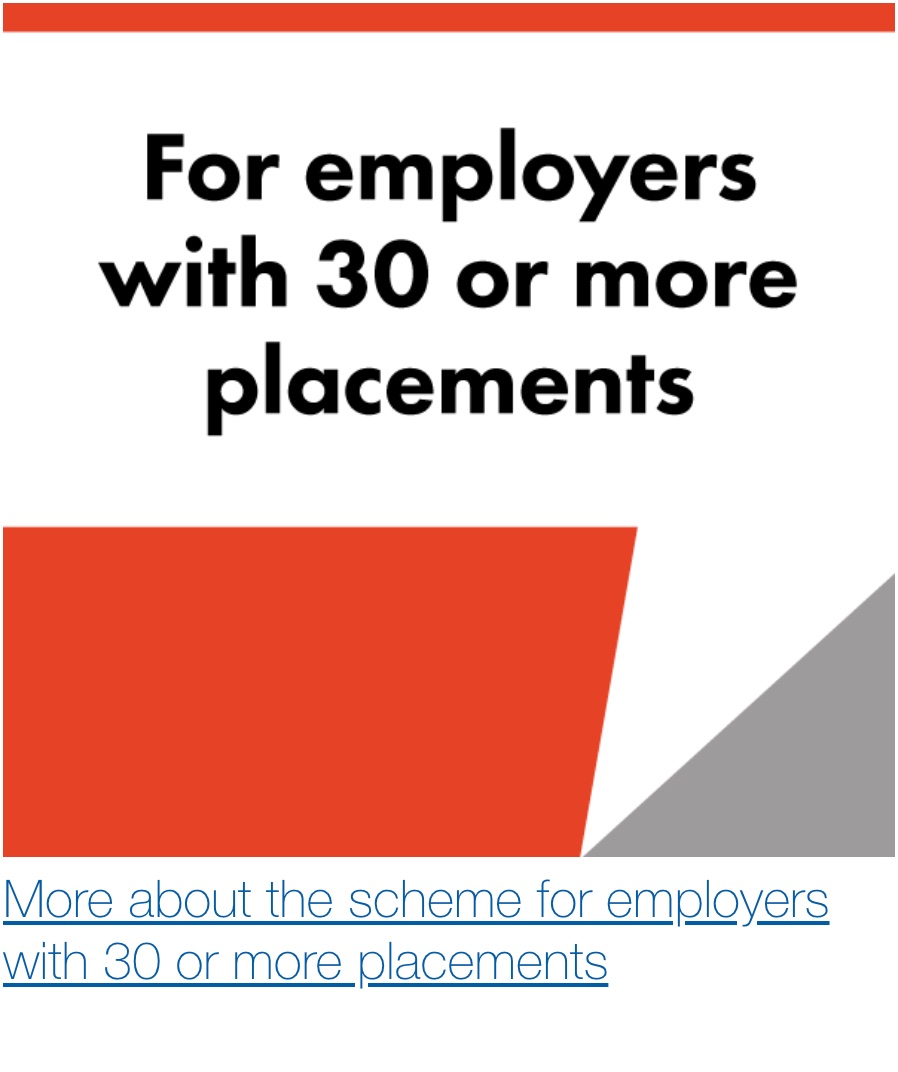 For employers
with 30 or more
placements
More about the scheme for employers
with 30 or more placements